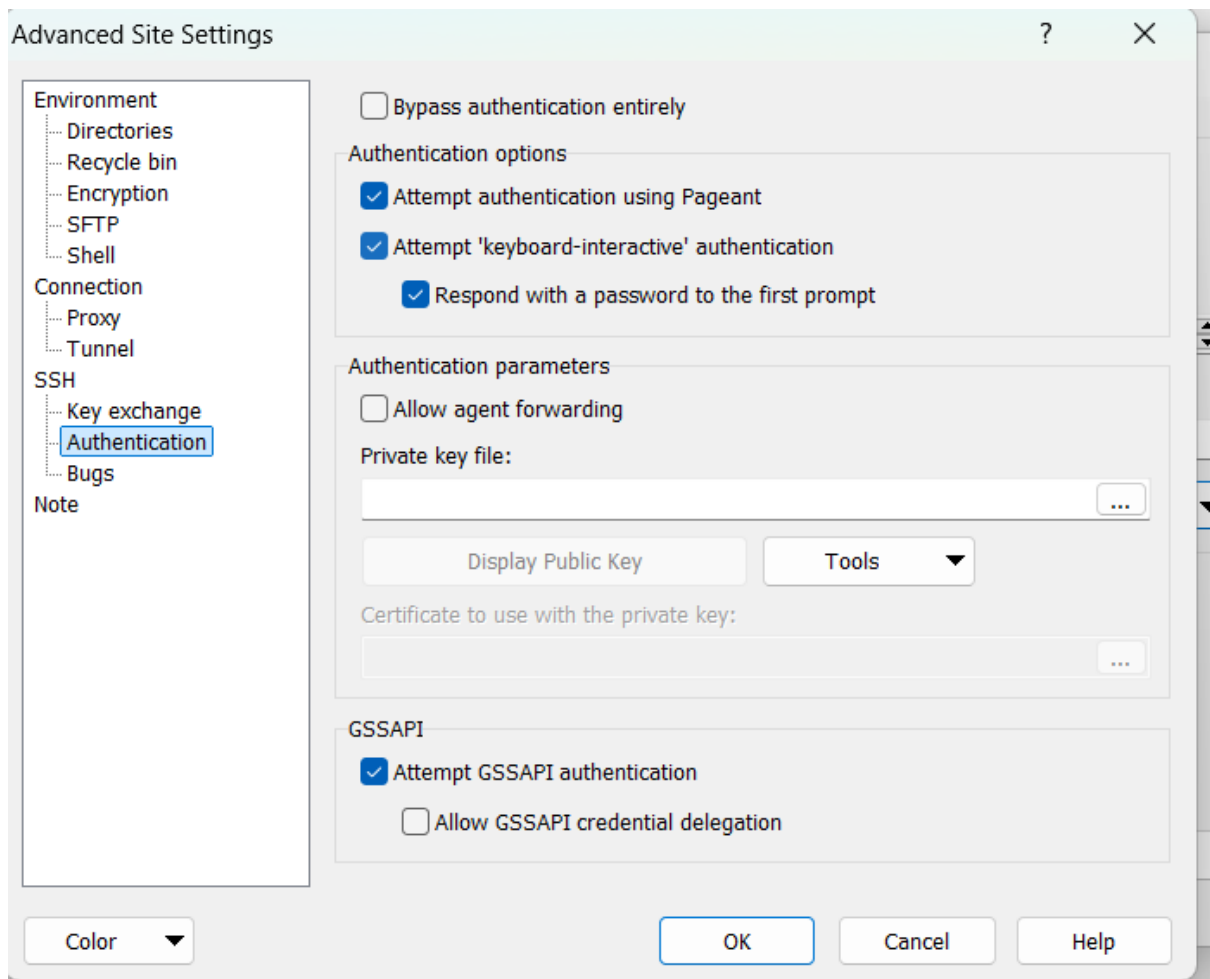 Advanced Site Settings
?
Environment
Directories
Recycle bin
Encryption
SFTP
Shell
Connection
Proxy
Tunnel
SSH
Key exchange
Authentication
Bugs
Note
Bypass authentication entirely
Authentication options
Attempt authentication using Pageant
Attempt 'keyboard-interactive' authentication
Respond with a password to the first prompt
Authentication parameters
Allow agent forwarding
Private key file:
...
Display Public Key
Tools
Certificate to use with the private key:
...
GSSAPI
Attempt GSSAPI authentication
Allow GSSAPI credential delegation
Color
OK
Cancel
Help